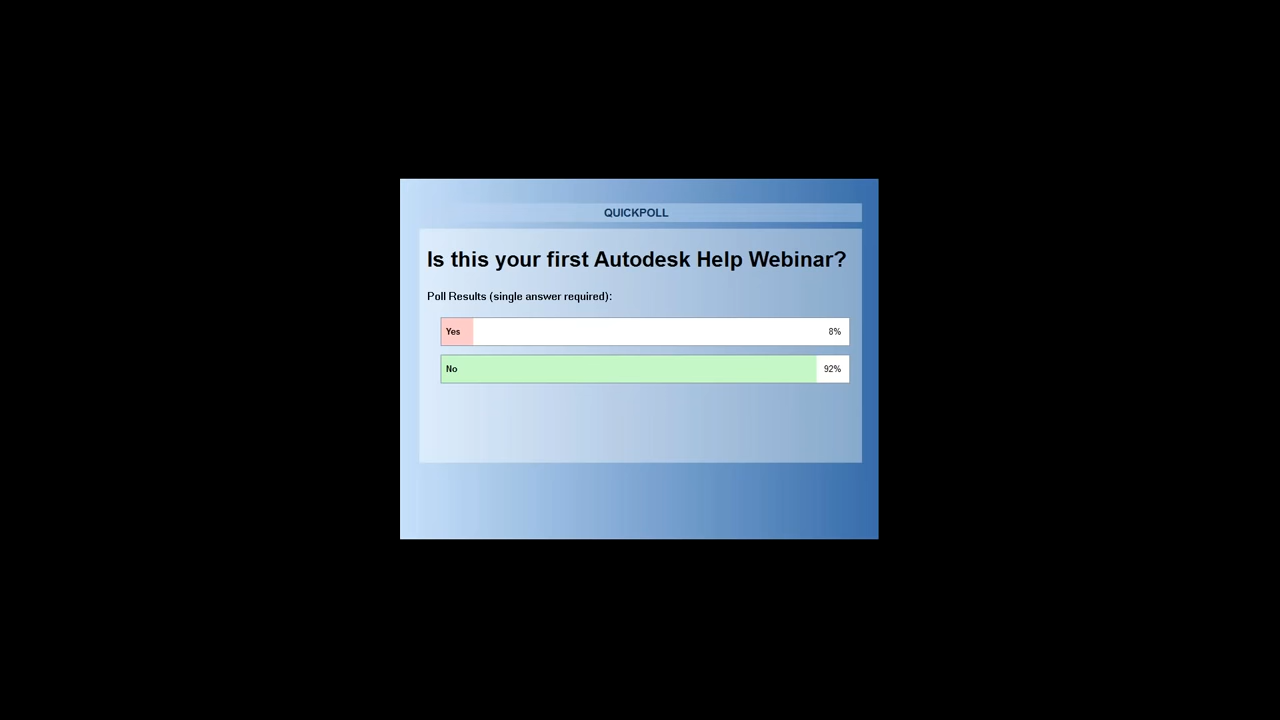 QUICKPOLL
Is this your first Autodesk Help Webinar?
Poll Results (single answer required):
Yes 8%
No 92%